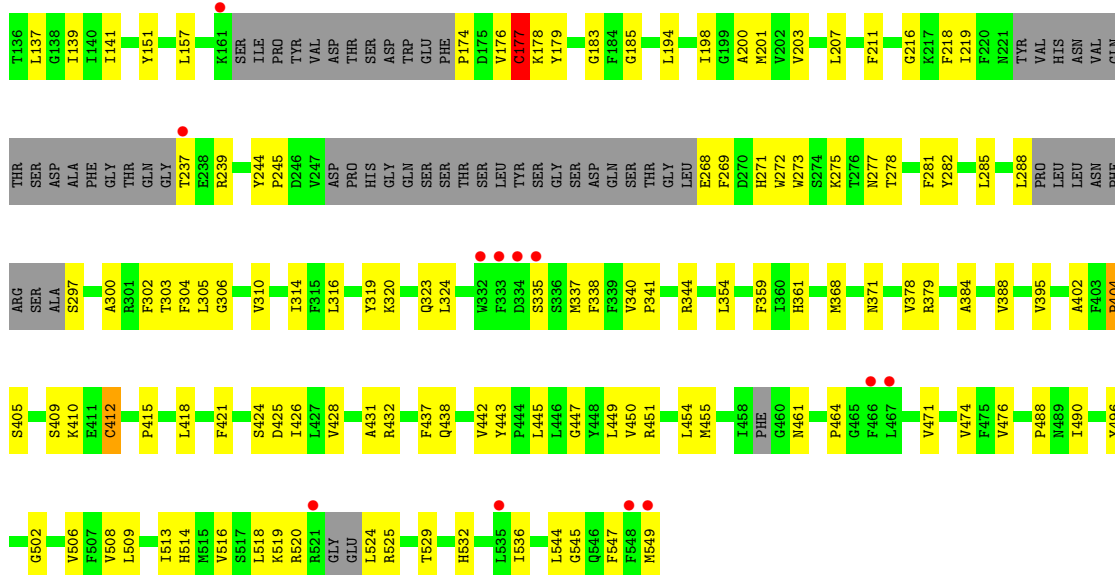 T136 L137 G138 I139 I140 I141 Y151 L157 K161 SER ILE PRO TYR VAL ASP THR SER ASP TRP GLU PHE P174 D175 V176 C177 K178 Y179 G183 F184 G185 L194 I198 G199 A200 M201 V202 V203 L207 F211 G216 K217 F218 I219 F220 N221 TYR VAL HIS ASN VAL GLN
THR SER ASP ALA PHE GLY THR GLN GLY T237 E238 R239 Y244 P245 D246 V247 ASP PRO HIS GLY GLN SER SER THR SER LEU TYR SER GLY SER ASP GLN SER THR GLY LEU E268 F269 D270 H271 W272 W273 S274 K275 T276 N277 T278 F281 Y282 L285 L288 PRO LEU LEU ASN PHE
ARG SER ALA S297 A300 R301 F302 T303 F304 L305 G306 V310 I314 F315 L316 Y319 K320 Q323 L324 W332 F333 D334 S335 S336 M337 F338 F339 V340 P341 R344 L354 F359 I360 H361 M368 N371 V378 R379 A384 V388 V395 A402 F403
S405 S409 K410 E411 C412 P415 L418 F421 S424 D425 I426 L427 V428 A431 R432 F437 Q438 V442 Y443 P444 L445 L446 G447 Y448 L449 V450 R451 L454 M455 I458 PHE G460 N461 P464 G465 F466 L467 V471 V474 F475 V476 P488 N489 I490
G502 V506 F507 V508 L509 I513 H514 M515 V516 S517 L518 K519 R520 R521 GLY GLU L524 R525 T529 H532 L535 I536 L544 G545 Q546 F547 F548 M549